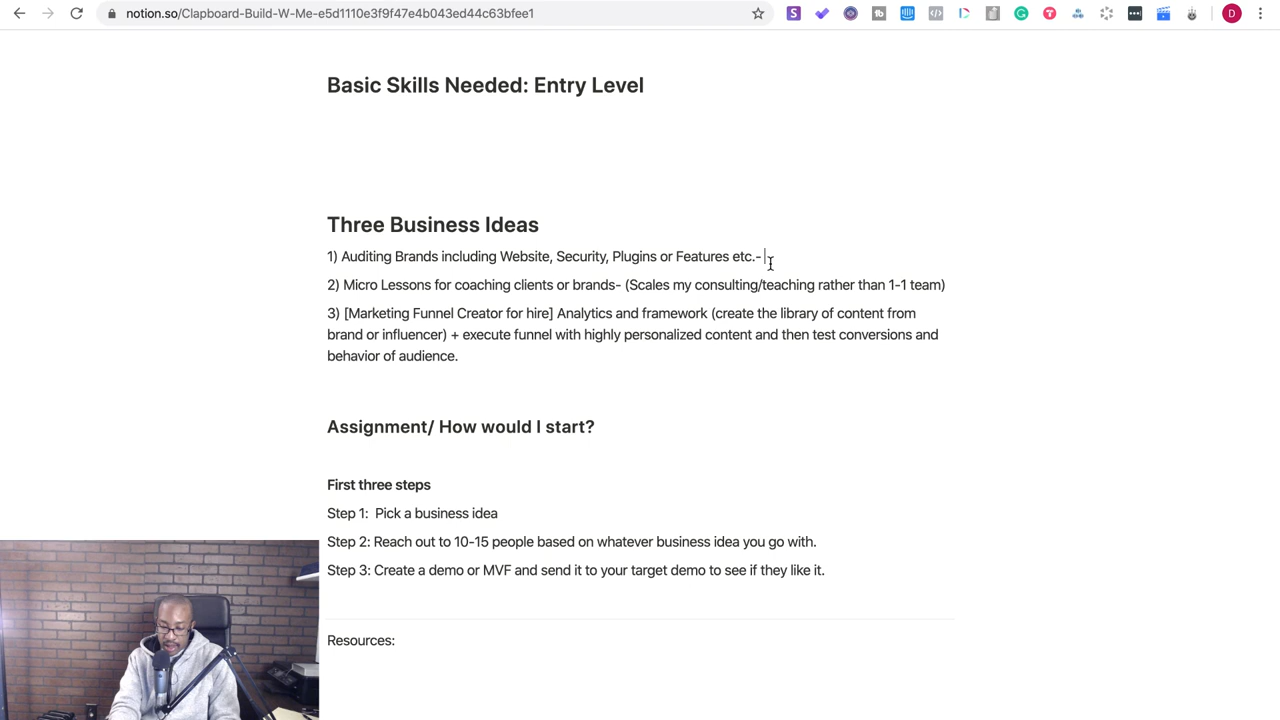 notion.so/Clapboard-Build-W-Me-e5d1110e3f9f47e4b043ed44c63bfee1
D
Basic Skills Needed: Entry Level
Three Business Ideas
1) Auditing Brands including Website, Security, Plugins or Features etc.-
2) Micro Lessons for coaching clients or brands- (Scales my consulting/teaching rather than 1-1 team)
3) [Marketing Funnel Creator for hire] Analytics and framework (create the library of content from
brand or influencer) + execute funnel with highly personalized content and then test conversions and
behavior of audience.
Assignment/ How would I start?
First three steps
Step 1:  Pick a business idea
Step 2: Reach out to 10-15 people based on whatever business idea you go with.
Step 3: Create a demo or MVF and send it to your target demo to see if they like it.
Resources: